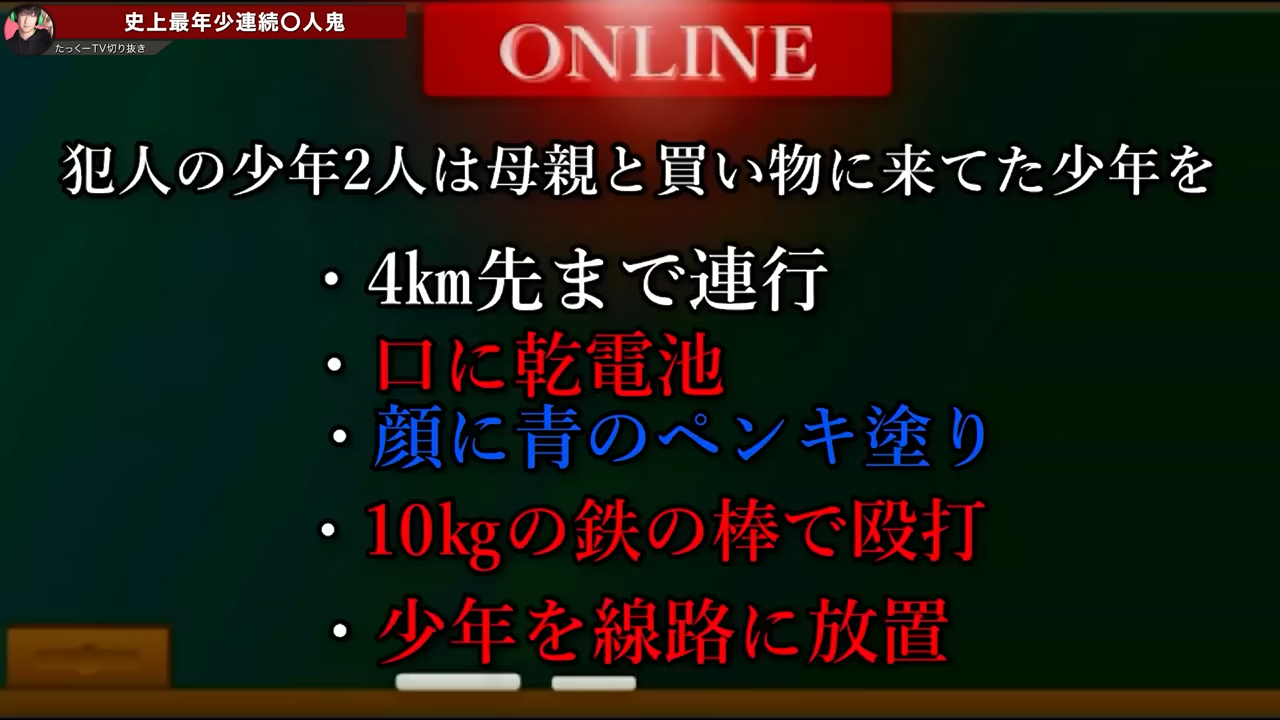 史上最年少連続〇人鬼
たっくーTV切り抜き
ONLINE
犯人の少年2人は母親と買い物に来てた少年を
・4km先まで連行
・口に乾電池
・顔に青のペンキ塗り
・10kgの鉄の棒で殴打
・少年を線路に放置